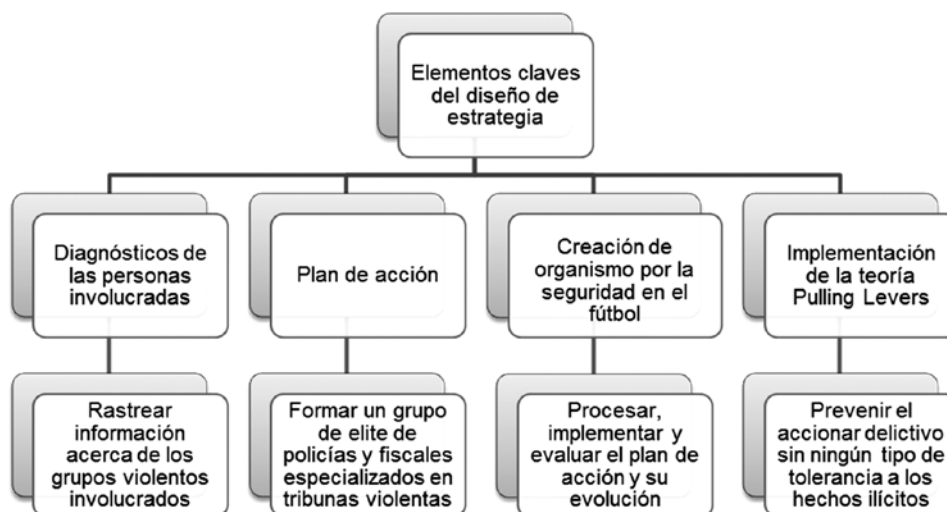 Elementos claves
del diseño de
estrategia
Diagnósticos de
las personas
involucradas
Plan de acción
Creación de
organismo por la
seguridad en el
fútbol
Implementación
de la teoría
Pulling Levers
Rastrear
información
acerca de los
grupos violentos
involucrados
Formar un grupo
de elite de
policías y fiscales
especializados en
tribunas violentas
Procesar,
implementar y
evaluar el plan de
acción y su
evolución
Prevenir el
accionar delictivo
sin ningún tipo de
tolerancia a los
hechos ilícitos